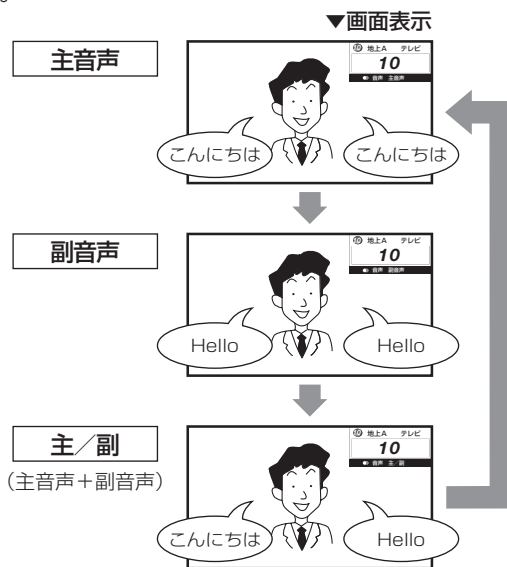 ▼画面表示
主音声
地上A テレビ
10
音声 主音声
こんにちは こんにちは
副音声
地上A テレビ
10
音声 副音声
Hello Hello
主／副
(主音声＋副音声)
地上A テレビ
10
音声 主／副
こんにちは Hello